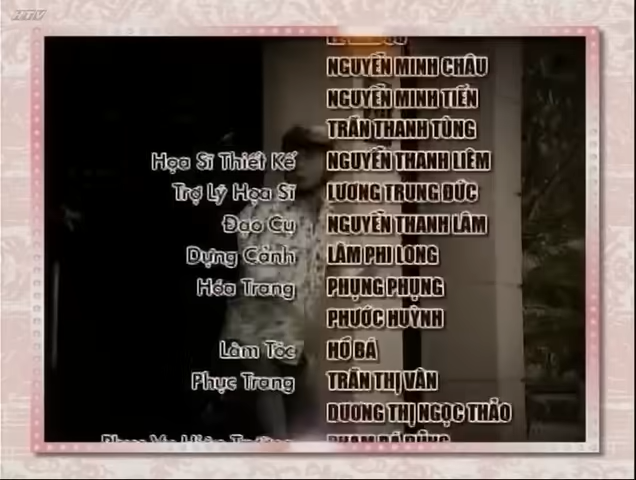 HTV
NGUYỄN MINH CHÂU
NGUYỄN MINH TIẾN
TRẦN THANH TÙNG
Họa Sĩ Thiết Kế NGUYỄN THANH LIÊM
Trợ Lý Họa Sĩ LƯƠNG TRUNG ĐỨC
Đạo Cụ NGUYỄN THANH LÂM
Dựng Cảnh LÂM PHI LONG
Hóa Trang PHỤNG PHỤNG
PHƯỚC HUỲNH
Làm Tóc HỒ BÁ
Phục Trang TRẦN THỊ VÂN
DƯƠNG THỊ NGỌC THẢO